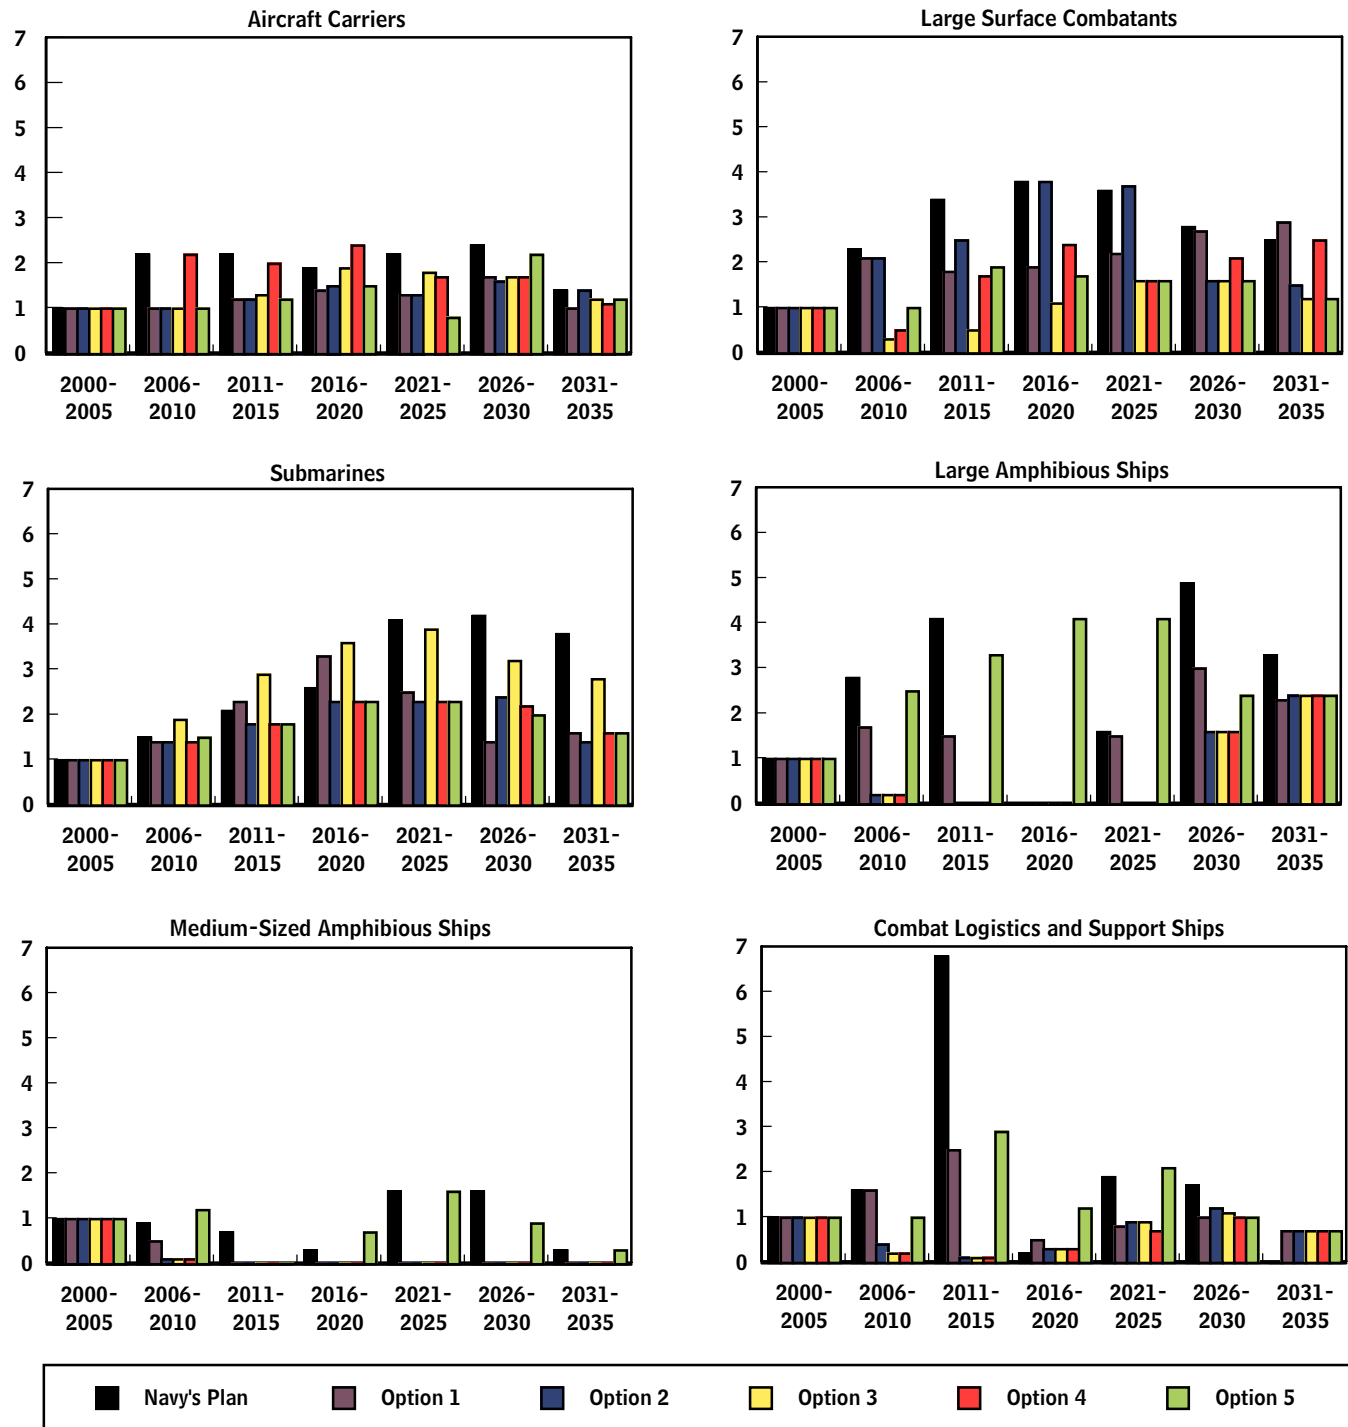 Aircraft Carriers
7
6
5
4
3
2
1
0
2000- 2006- 2011- 2016- 2021- 2026- 2031-
2005 2010 2015 2020 2025 2030 2035
Large Surface Combatants
7
6
5
4
3
2
1
0
2000- 2006- 2011- 2016- 2021- 2026- 2031-
2005 2010 2015 2020 2025 2030 2035
Submarines
7
6
5
4
3
2
1
0
2000- 2006- 2011- 2016- 2021- 2026- 2031-
2005 2010 2015 2020 2025 2030 2035
Large Amphibious Ships
7
6
5
4
3
2
1
0
2000- 2006- 2011- 2016- 2021- 2026- 2031-
2005 2010 2015 2020 2025 2030 2035
Medium-Sized Amphibious Ships
7
6
5
4
3
2
1
0
2000- 2006- 2011- 2016- 2021- 2026- 2031-
2005 2010 2015 2020 2025 2030 2035
Combat Logistics and Support Ships
7
6
5
4
3
2
1
0
2000- 2006- 2011- 2016- 2021- 2026- 2031-
2005 2010 2015 2020 2025 2030 2035
Navy's Plan Option 1 Option 2 Option 3 Option 4 Option 5